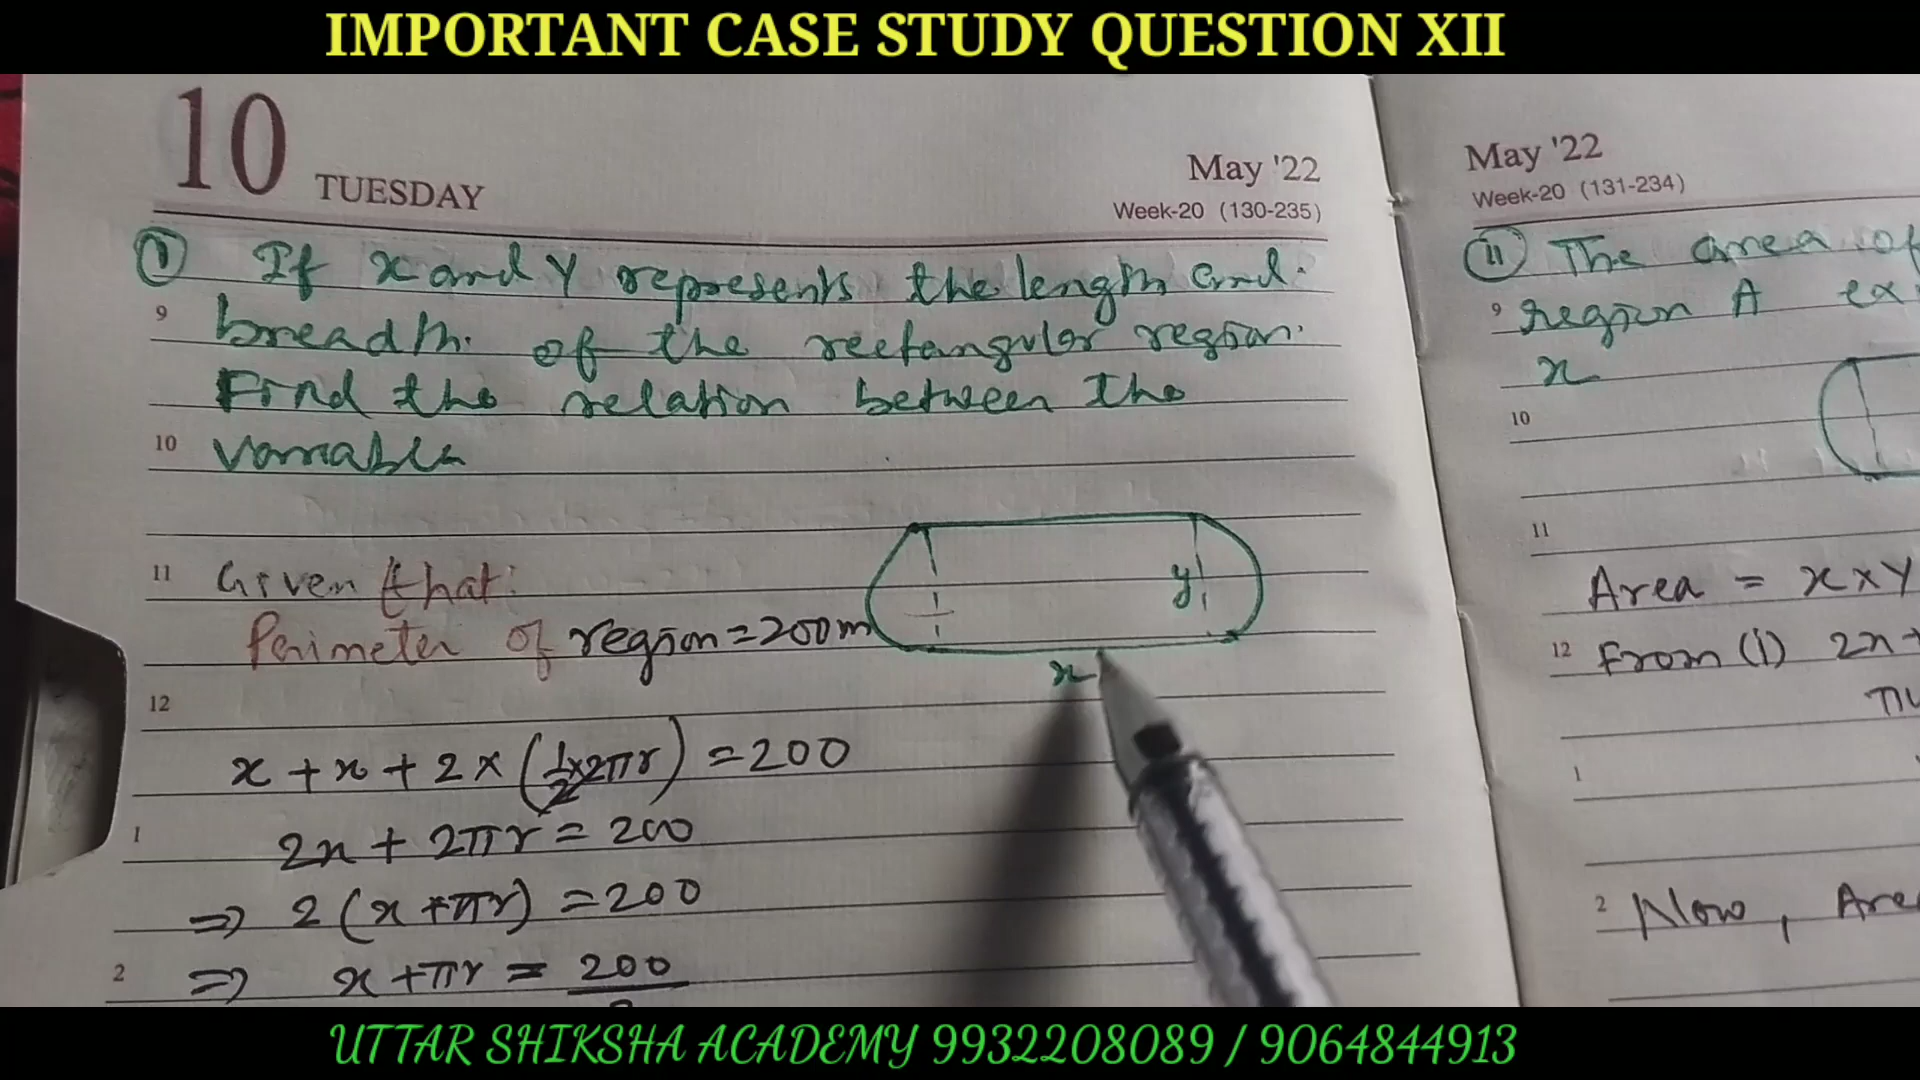 IMPORTANT CASE STUDY QUESTION XII
10 TUESDAY
May '22
Week-20 (130-235)
(i) If x and y represents the length and
9 breadth. of the rectangular region.
Find the relation between the
10 variable
11 Given that:
Perimeter of region = 200m
y
x
12
x + x + 2 × (1/2 × 2πr) = 200
1 2x + 2πr = 200
⇒ 2 (x + πr) = 200
2 ⇒ x + πr = 200
May '22
Week-20 (131-234)
(ii) The area of
9 region A ex
x
10
11
Area = x × y
12 From (i) 2x +
1
2 Now, Are
UTTAR SHIKSHA ACADEMY 9932208089 / 9064844913